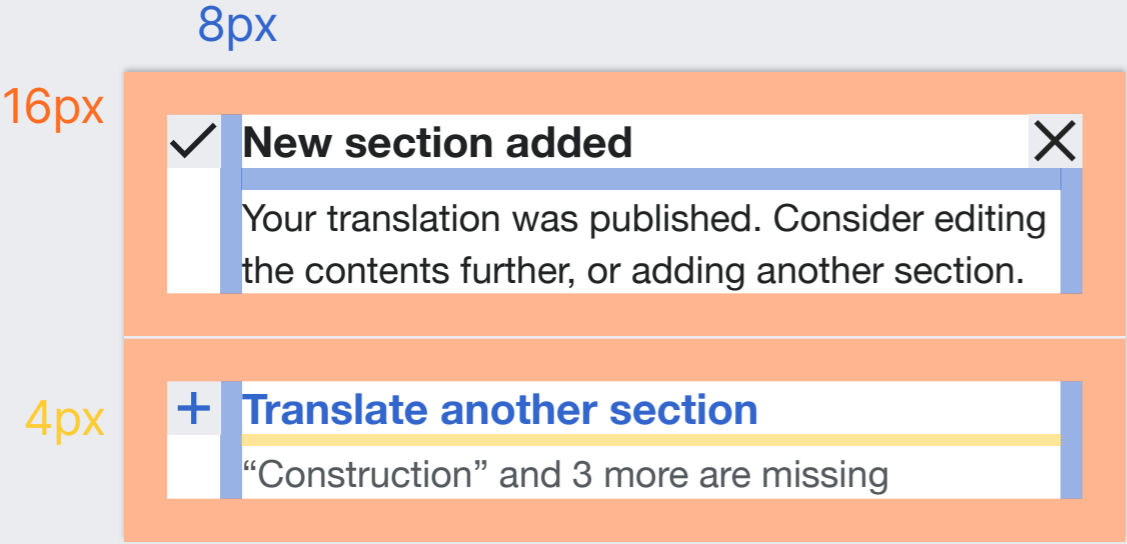 8px
16px
New section added
Your translation was published. Consider editing
the contents further, or adding another section.
4px
Translate another section
“Construction” and 3 more are missing